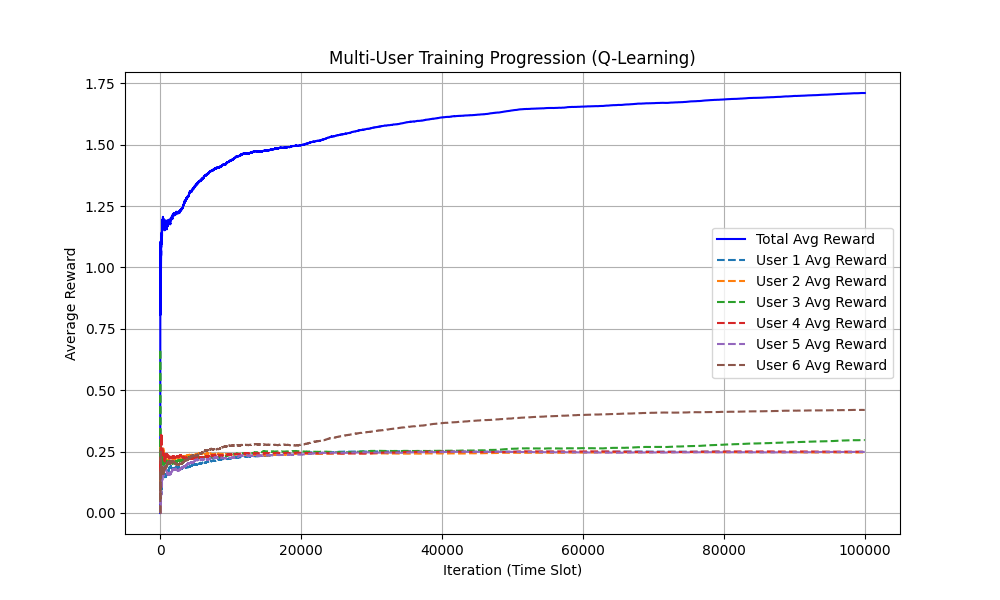 Multi-User Training Progression (Q-Learning)
1.75
1.50
1.25
1.00
0.75
0.50
0.25
0.00
Average Reward
Total Avg Reward
User 1 Avg Reward
User 2 Avg Reward
User 3 Avg Reward
User 4 Avg Reward
User 5 Avg Reward
User 6 Avg Reward
0 20000 40000 60000 80000 100000
Iteration (Time Slot)